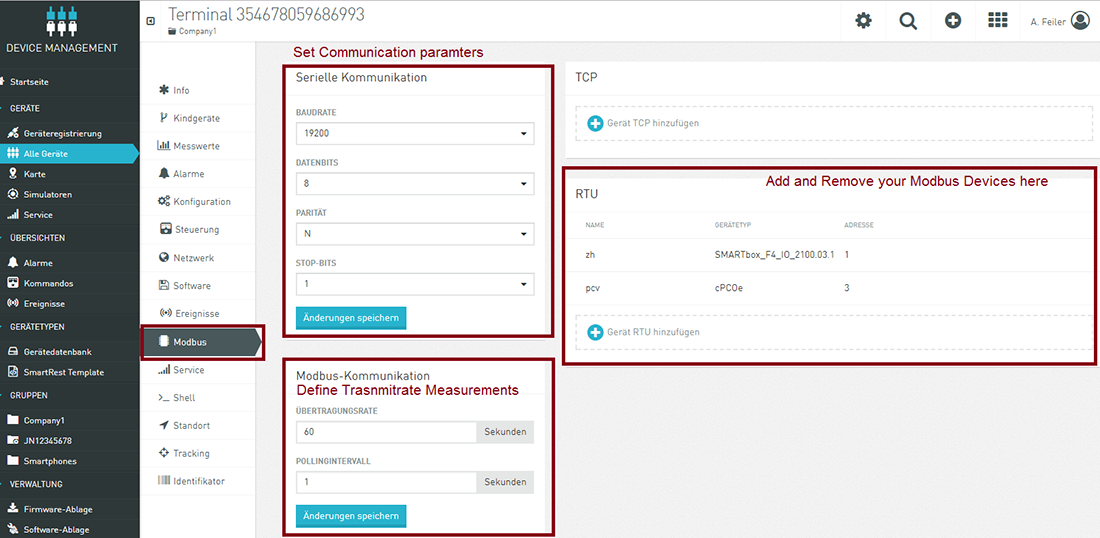 Terminal 354678059686993
Company1
A. Feiler
DEVICE MANAGEMENT
Startseite
GERÄTE
Geräteregistrierung
Alle Geräte
Karte
Simulatoren
Service
ÜBERSICHTEN
Alarme
Kommandos
Ereignisse
GERÄTETYPEN
Gerätedatenbank
SmartRest Template
GRUPPEN
Company1
JN12345678
Smartphones
VERWALTUNG
Firmware-Ablage
Software-Ablage
Info
Kindgeräte
Messwerte
Alarme
Konfiguration
Steuerung
Netzwerk
Software
Ereignisse
Modbus
Service
Shell
Standort
Tracking
Identifikator
Set Communication paramters
Serielle Kommunikation
BAUDRATE
19200
DATENBITS
8
PARITÄT
N
STOP-BITS
1
Änderungen speichern
Modbus-Kommunikation
Define Trasnmitrate Measurements
ÜBERTRAGUNGSRATE
60 Sekunden
POLLINGINTERVALL
1 Sekunden
Änderungen speichern
TCP
Gerät TCP hinzufügen
Add and Remove your Modbus Devices here
RTU
NAME GERÄTETYP ADRESSE
zh SMARTbox_F4_IO_2100.03.1 1
pcv cPCOe 3
Gerät RTU hinzufügen